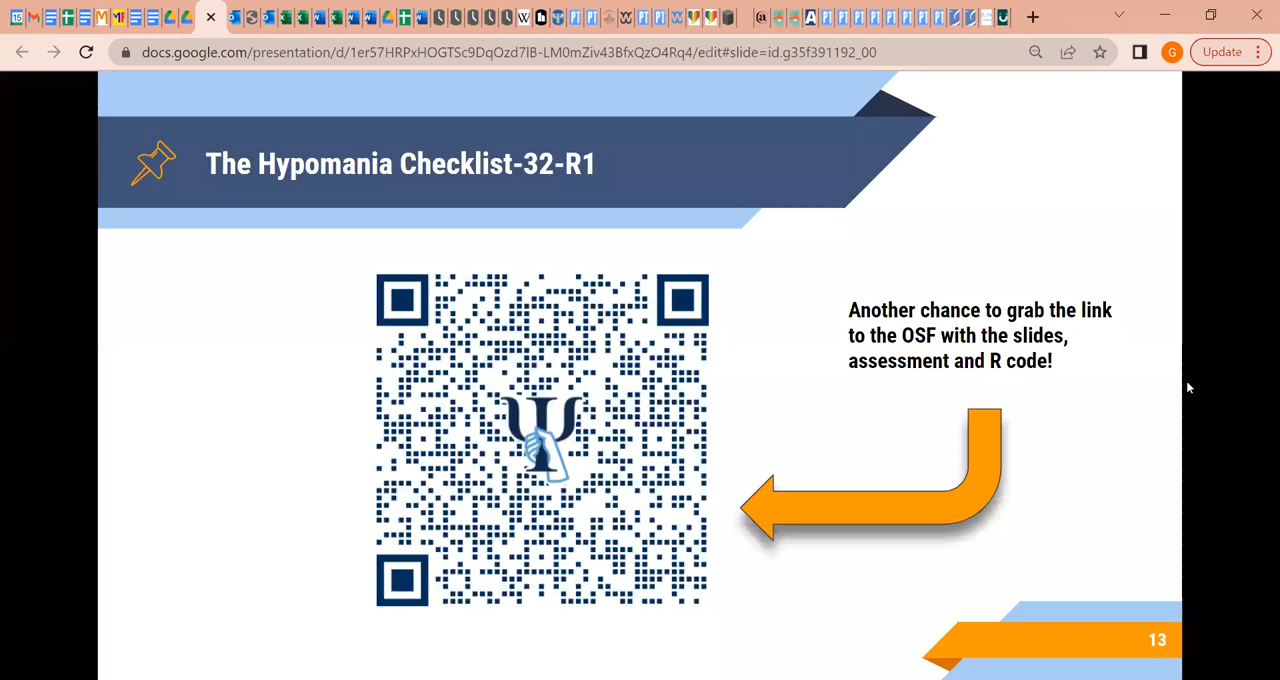 docs.google.com/presentation/d/1er57HRPxHOGTSc9DqOzd7lB-LM0mZiv43BfxQzO4Rq4/edit#slide=id.g35f391192_00
G
Update
The Hypomania Checklist-32-R1
Another chance to grab the link
to the OSF with the slides,
assessment and R code!
Ψ
13